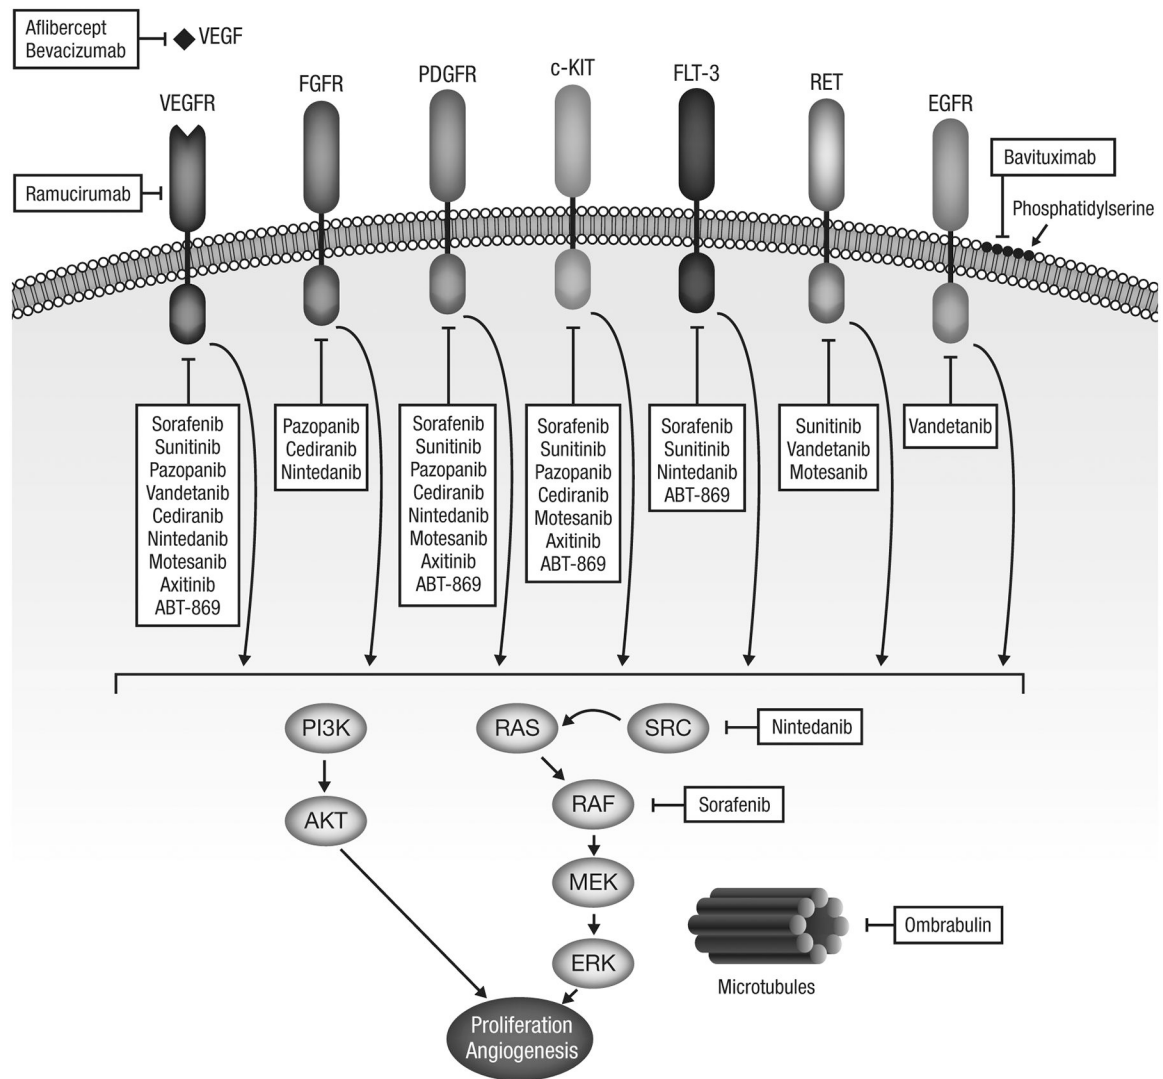 Aflibercept
Bevacizumab
VEGF
VEGFR
FGFR
PDGFR
c-KIT
FLT-3
RET
EGFR
Ramucirumab
Bavituximab
Phosphatidylserine
Sorafenib
Sunitinib
Pazopanib
Vandetanib
Cediranib
Nintedanib
Motesanib
Axitinib
ABT-869
Pazopanib
Cediranib
Nintedanib
Sorafenib
Sunitinib
Pazopanib
Cediranib
Nintedanib
Motesanib
Axitinib
ABT-869
Sorafenib
Sunitinib
Pazopanib
Cediranib
Motesanib
Axitinib
ABT-869
Sorafenib
Sunitinib
Nintedanib
ABT-869
Sunitinib
Vandetanib
Motesanib
Vandetanib
PI3K
RAS
SRC
Nintedanib
AKT
RAF
Sorafenib
MEK
ERK
Ombrabulin
Microtubules
Proliferation
Angiogenesis